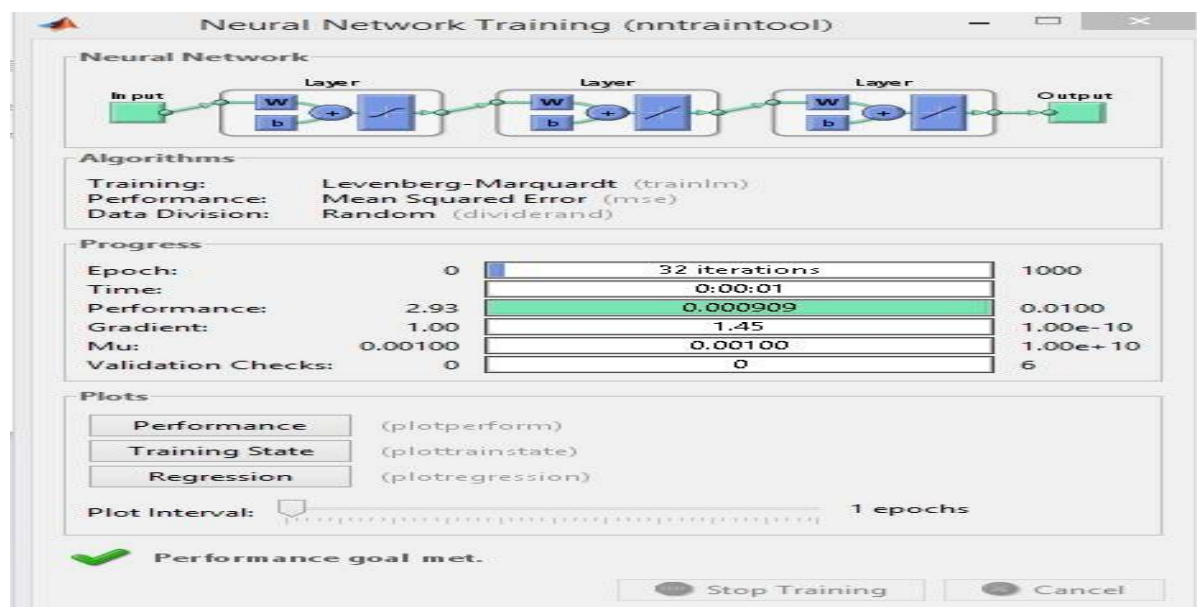 Neural Network Training (nntraintool)
Neural Network
Layer Layer Layer
Input Output
W W W
b b b
+ + +
Algorithms
Training: Levenberg-Marquardt (trainlm)
Performance: Mean Squared Error (mse)
Data Division: Random (dividerand)
Progress
Epoch: 0 32 iterations 1000
Time: 0:00:01
Performance: 2.93 0.000909 0.0100
Gradient: 1.00 1.45 1.00e-10
Mu: 0.00100 0.00100 1.00e+10
Validation Checks: 0 0 6
Plots
Performance (plotperform)
Training State (plottrainstate)
Regression (plotregression)
Plot Interval: 1 epochs
Performance goal met.
Stop Training Cancel